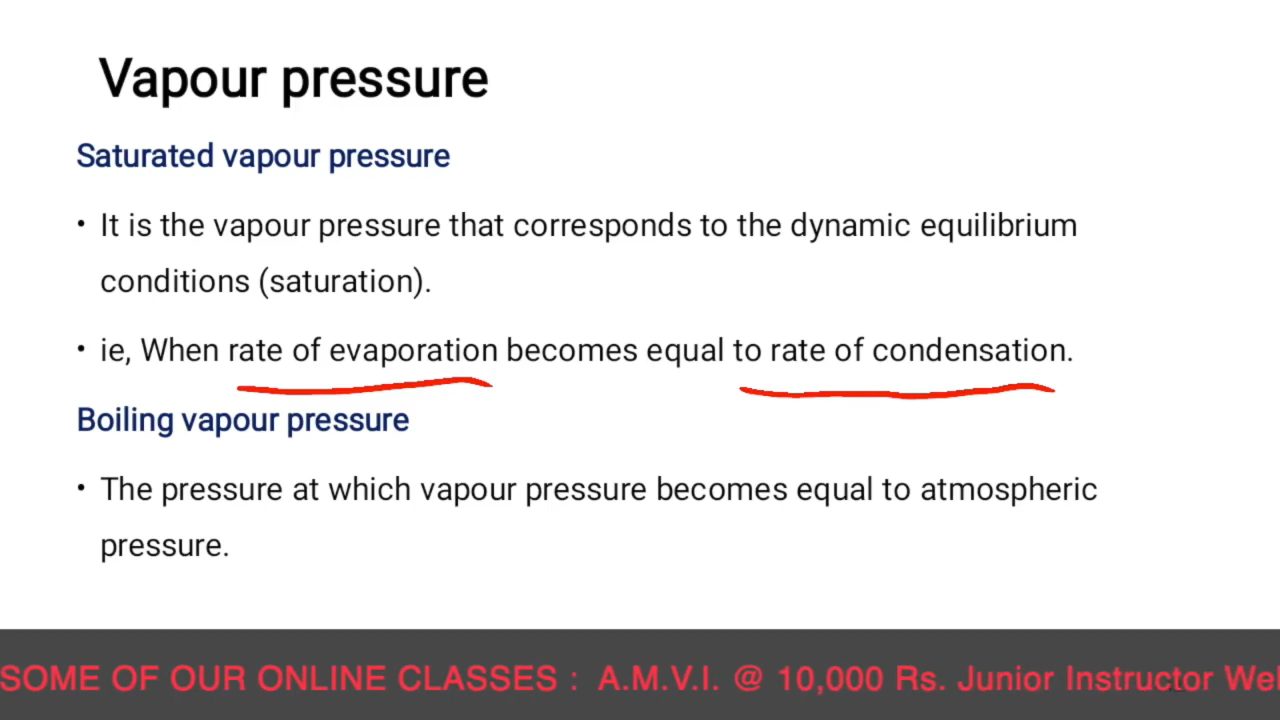 Vapour pressure
Saturated vapour pressure
• It is the vapour pressure that corresponds to the dynamic equilibrium
conditions (saturation).
• ie, When rate of evaporation becomes equal to rate of condensation.
Boiling vapour pressure
• The pressure at which vapour pressure becomes equal to atmospheric
pressure.
SOME OF OUR ONLINE CLASSES : A.M.V.I. @ 10,000 Rs. Junior Instructor